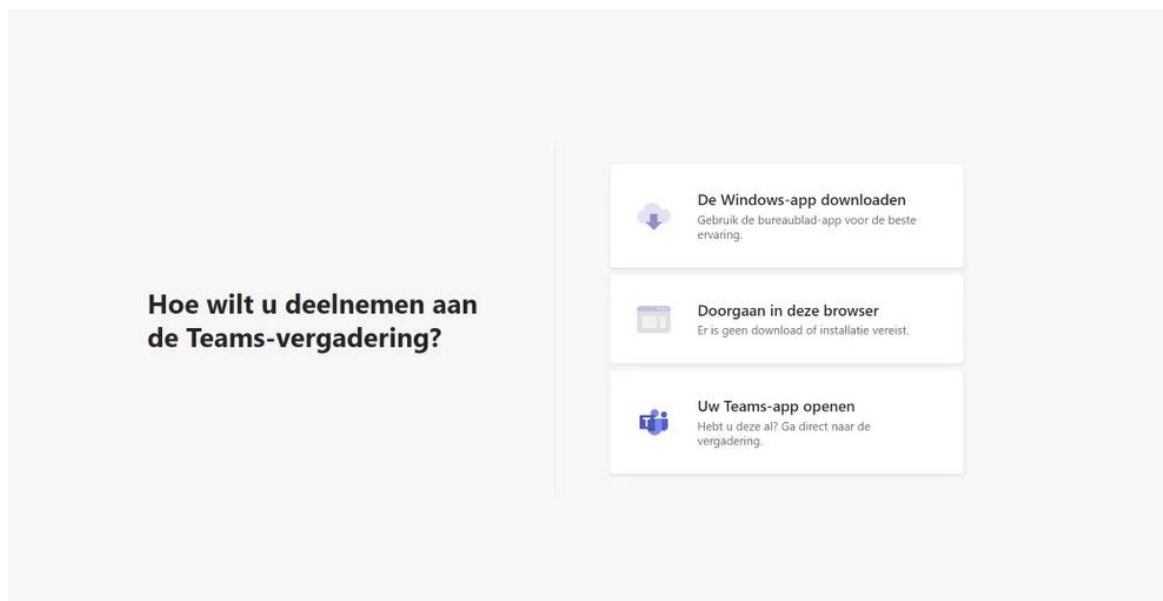 Hoe wilt u deelnemen aan
de Teams-vergadering?
De Windows-app downloaden
Gebruik de bureaublad-app voor de beste
ervaring.
Doorgaan in deze browser
Er is geen download of installatie vereist.
Uw Teams-app openen
Hebt u deze al? Ga direct naar de
vergadering.